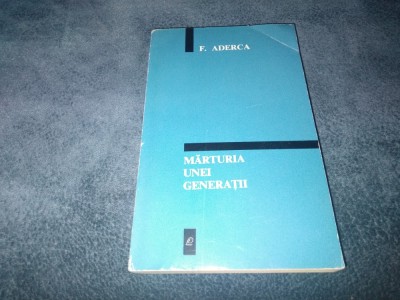 F. ADERCA
MĂRTURIA
UNEI
GENERAȚII